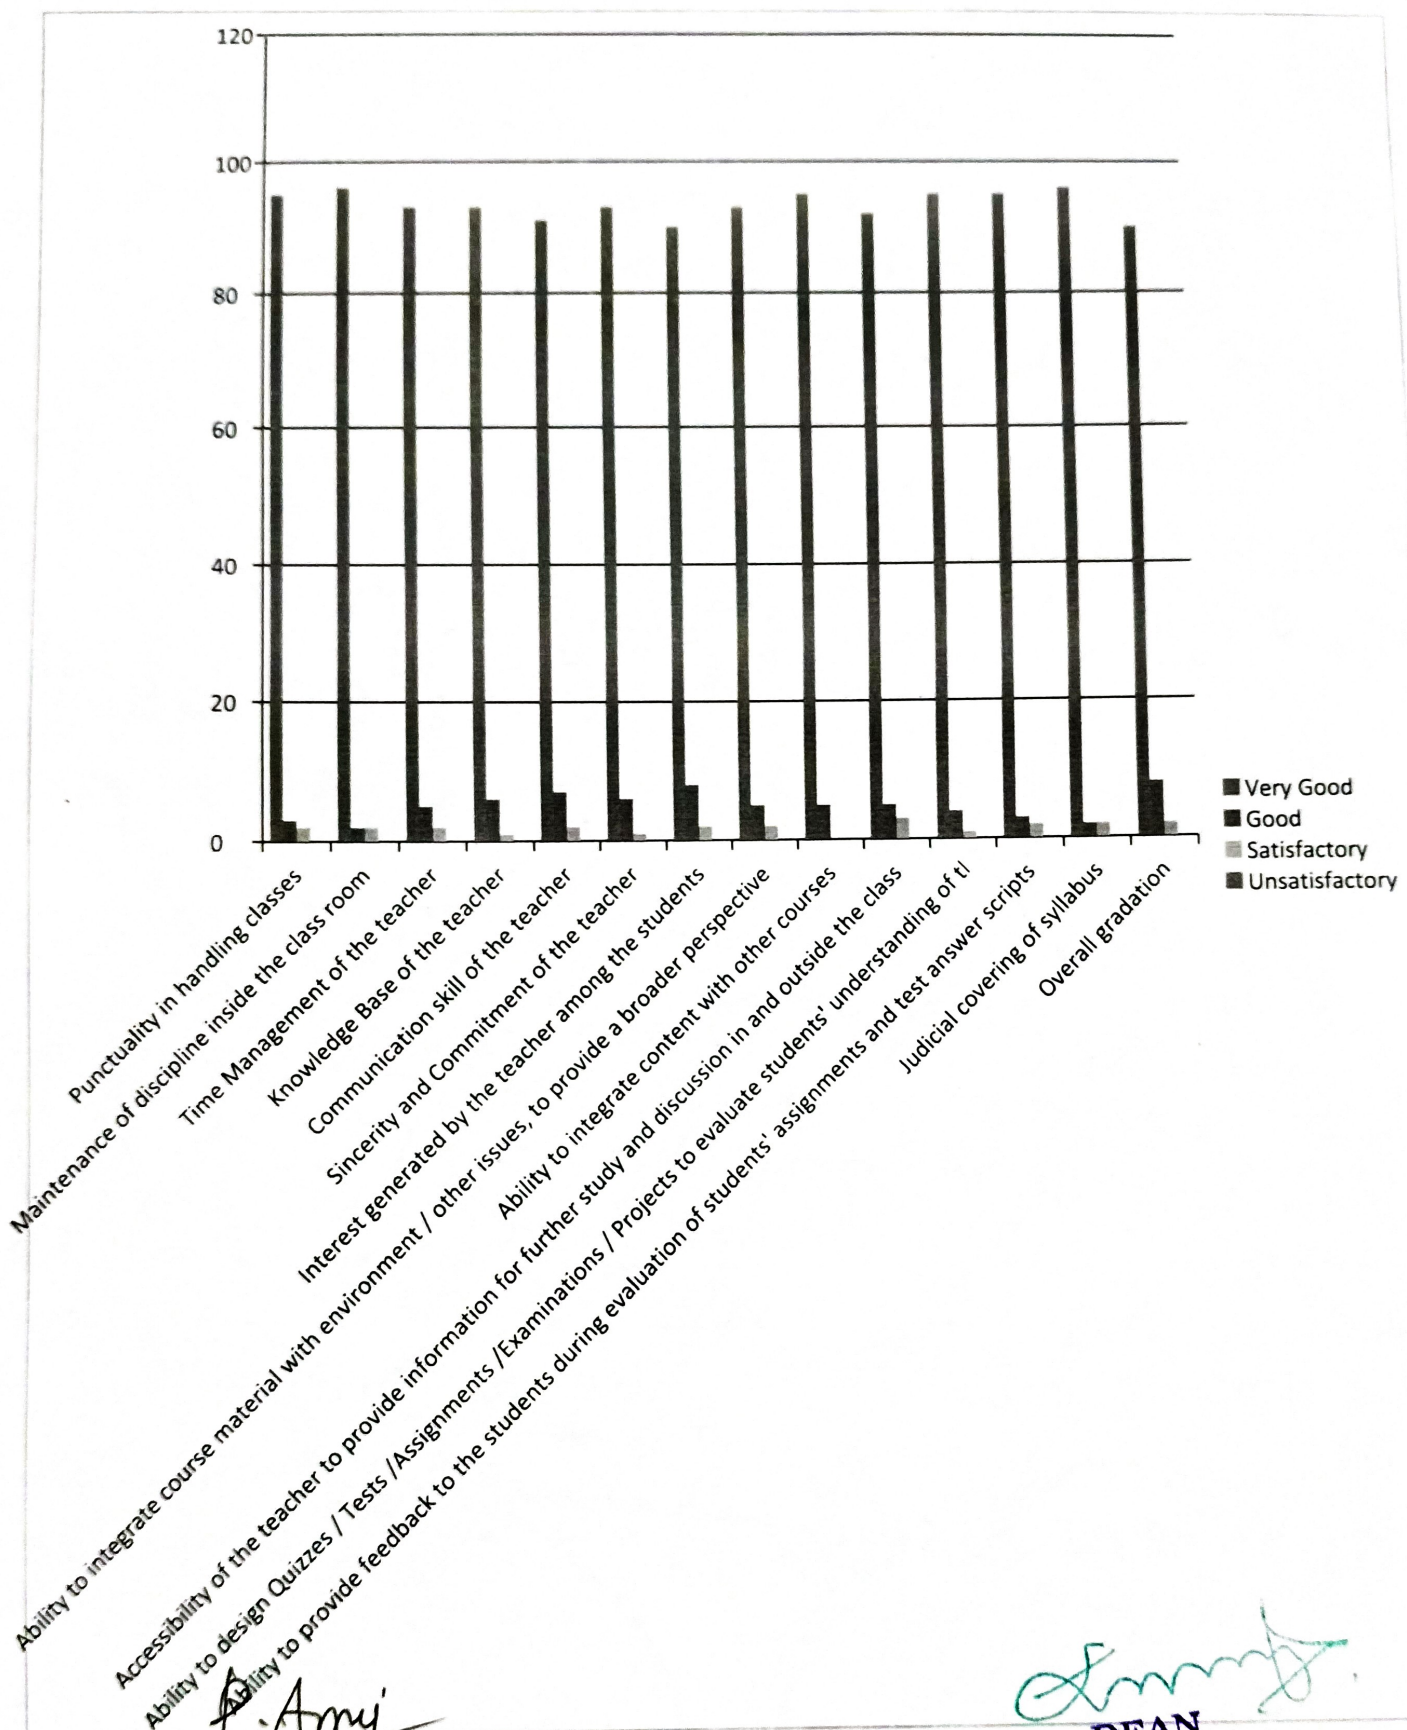 120
100
80
60
40
20
0
Very Good
Good
Satisfactory
Unsatisfactory
Punctuality in handling classes
Maintenance of discipline inside the class room
Time Management of the teacher
Knowledge Base of the teacher
Communication skill of the teacher
Sincerity and Commitment of the teacher
Interest generated by the teacher among the students
Ability to integrate course material with environment / other issues, to provide a broader perspective
Ability to integrate content with other courses
Accessibility of the teacher to provide information for further study and discussion in and outside the class
Ability to design Quizzes / Tests /Assignments /Examinations / Projects to evaluate students' understanding of tl
Ability to provide feedback to the students during evaluation of students' assignments and test answer scripts
Judicial covering of syllabus
Overall gradation
DEAN